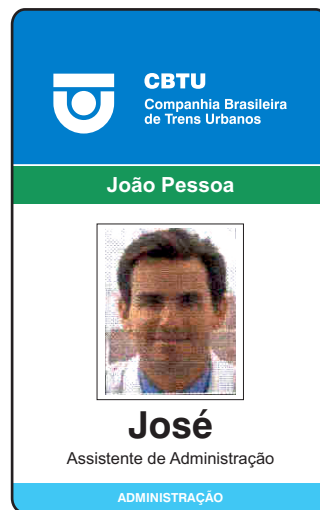 CBTU
Companhia Brasileira
de Trens Urbanos
João Pessoa
José
Assistente de Administração
ADMINISTRAÇÃO